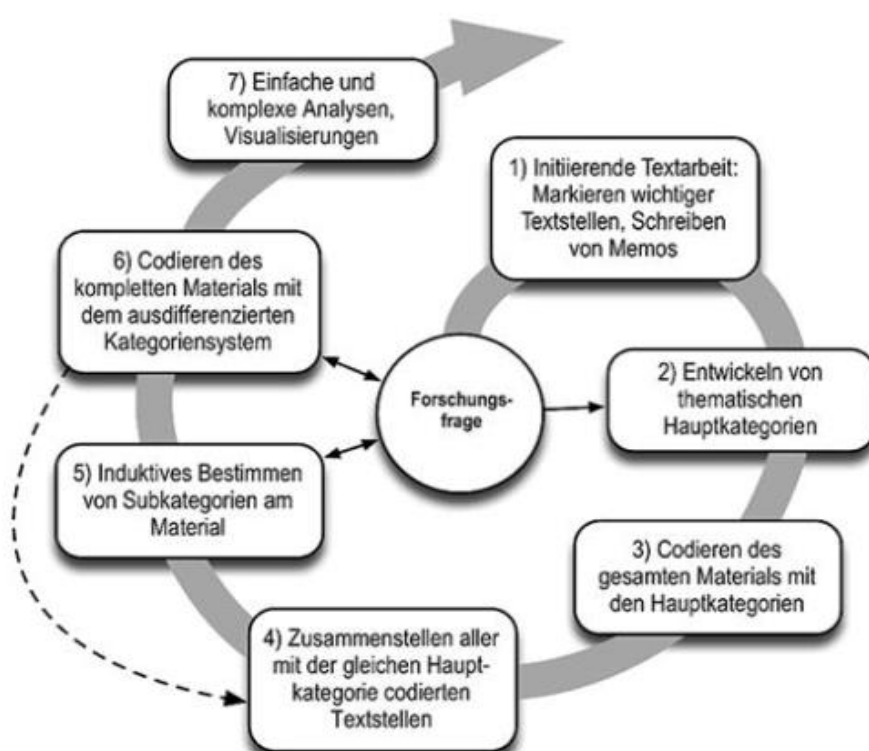 1) Initiierende Textarbeit:
Markieren wichtiger
Textstellen, Schreiben
von Memos
2) Entwickeln von
thematischen
Hauptkategorien
3) Codieren des
gesamten Materials mit
den Hauptkategorien
4) Zusammenstellen aller
mit der gleichen Haupt-
kategorie codierten
Textstellen
5) Induktives Bestimmen
von Subkategorien am
Material
6) Codieren des
kompletten Materials mit
dem ausdifferenzierten
Kategoriensystem
7) Einfache und
komplexe Analysen,
Visualisierungen
Forschungs-
frage